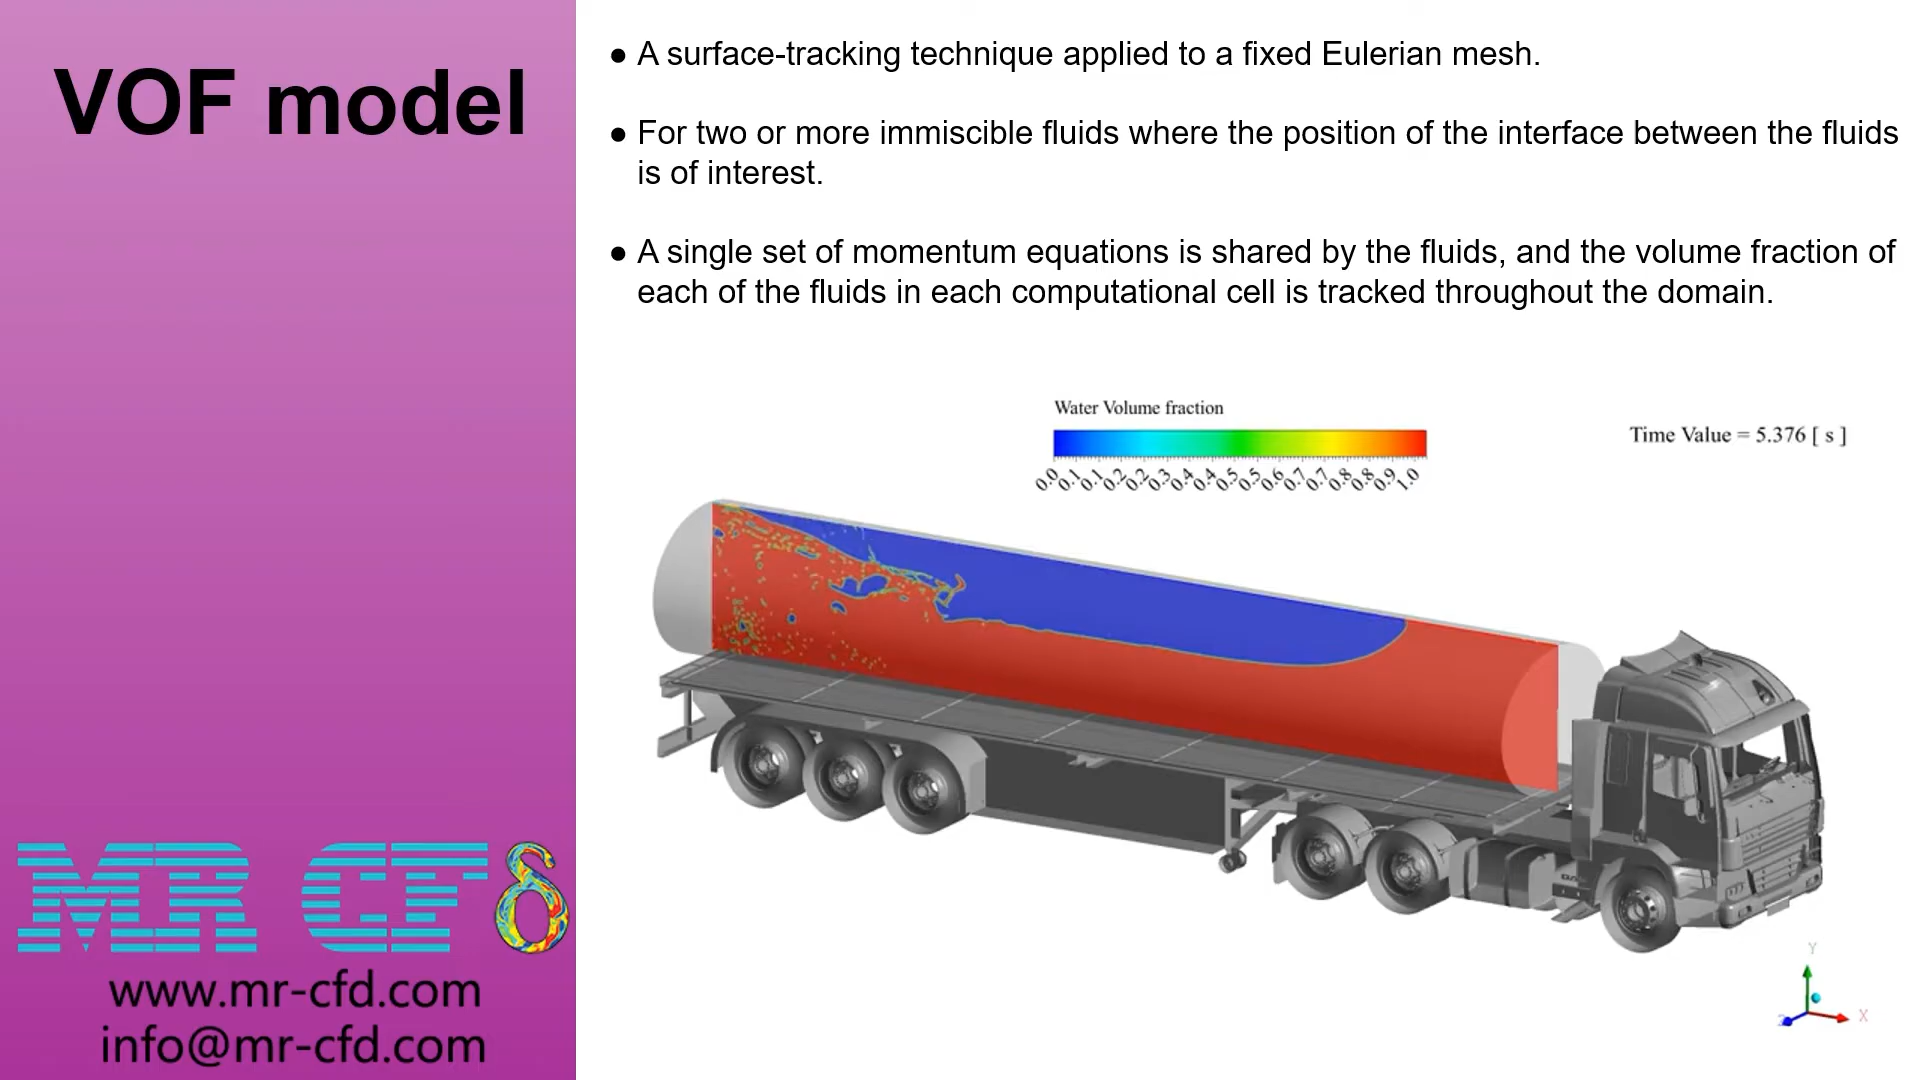 VOF model
● A surface-tracking technique applied to a fixed Eulerian mesh.
● For two or more immiscible fluids where the position of the interface between the fluids
is of interest.
● A single set of momentum equations is shared by the fluids, and the volume fraction of
each of the fluids in each computational cell is tracked throughout the domain.
Water Volume fraction
Time Value = 5.376 [ s ]
0.0 0.1 0.1 0.2 0.2 0.3 0.4 0.4 0.5 0.5 0.6 0.7 0.7 0.8 0.8 0.9 1.0
MR CFδ
www.mr-cfd.com
info@mr-cfd.com
Y
Z X